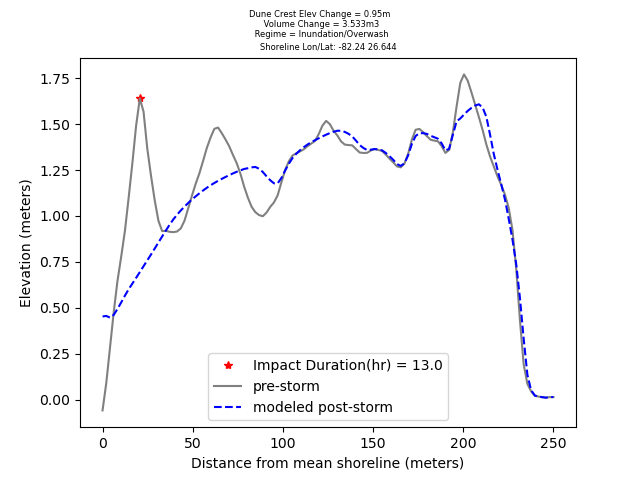 Dune Crest Elev Change = 0.95m
Volume Change = 3.533m3
Regime = Inundation/Overwash
Shoreline Lon/Lat: -82.24 26.644
1.75
1.50
1.25
1.00
0.75
0.50
0.25
0.00
Elevation (meters)
Impact Duration(hr) = 13.0
pre-storm
modeled post-storm
0 50 100 150 200 250
Distance from mean shoreline (meters)